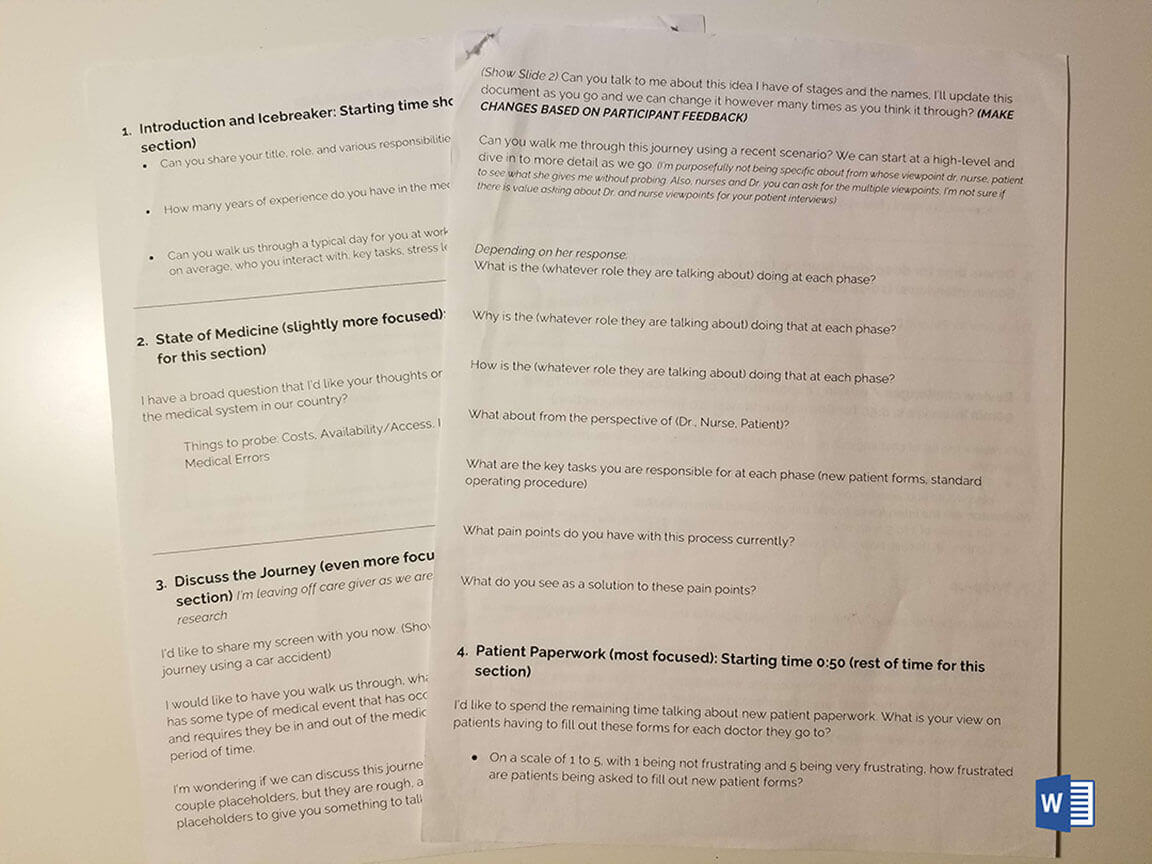 1. Introduction and Icebreaker: Starting time sho
section)
• Can you share your title, role, and various responsibilitie
• How many years of experience do you have in the med
• Can you walk us through a typical day for you at work
on average, who you interact with, key tasks, stress le
2. State of Medicine (slightly more focused):
for this section)
I have a broad question that I'd like your thoughts on
the medical system in our country?
Things to probe: Costs, Availability/Access, I
Medical Errors
3. Discuss the Journey (even more focu
section) I'm leaving off care giver as we are
research
I'd like to share my screen with you now. (Show
journey using a car accident)
I would like to have you walk us through, wha
has some type of medical event that has occ
and requires they be in and out of the medic
period of time.
I'm wondering if we can discuss this journe
couple placeholders, but they are rough, a
placeholders to give you something to tal
(Show Slide 2) Can you talk to me about this idea I have of stages and the names, I'll update this
document as you go and we can change it however many times as you think it through? (MAKE
CHANGES BASED ON PARTICIPANT FEEDBACK)
Can you walk me through this journey using a recent scenario? We can start at a high-level and
dive in to more detail as we go. (I'm purposefully not being specific about from whose viewpoint dr, nurse, patient
to see what she gives me without probing. Also, nurses and Dr. you can ask for the multiple viewpoints, I'm not sure if
there is value asking about Dr. and nurse viewpoints for your patient interviews)
Depending on her response.
What is the (whatever role they are talking about) doing at each phase?
Why is the (whatever role they are talking about) doing that at each phase?
How is the (whatever role they are talking about) doing that at each phase?
What about from the perspective of (Dr., Nurse, Patient)?
What are the key tasks you are responsible for at each phase (new patient forms, standard
operating procedure)
What pain points do you have with this process currently?
What do you see as a solution to these pain points?
4. Patient Paperwork (most focused): Starting time 0:50 (rest of time for this
section)
I'd like to spend the remaining time talking about new patient paperwork. What is your view on
patients having to fill out these forms for each doctor they go to?
• On a scale of 1 to 5, with 1 being not frustrating and 5 being very frustrating, how frustrated
are patients being asked to fill out new patient forms?
W